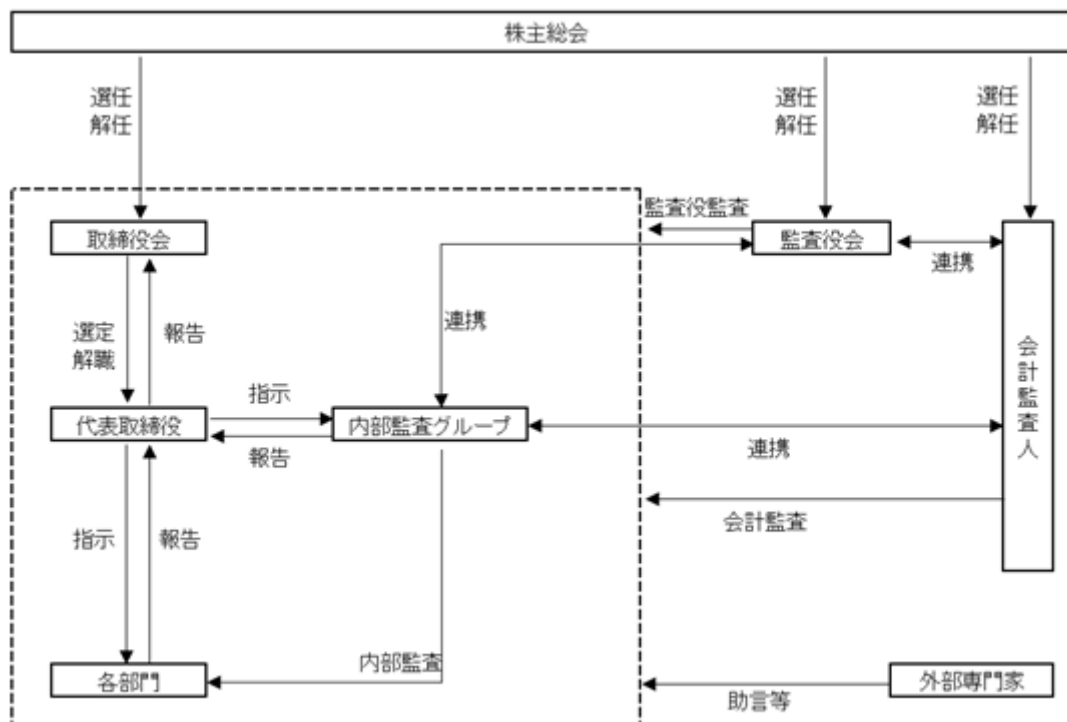 株主総会
選任
解任
選任
解任
選任
解任
監査役監査
取締役会
監査役会
連携
選定
解職
報告
連携
会計監査人
指示
代表取締役
内部監査グループ
報告
連携
会計監査
指示
報告
内部監査
各部門
外部専門家
助言等